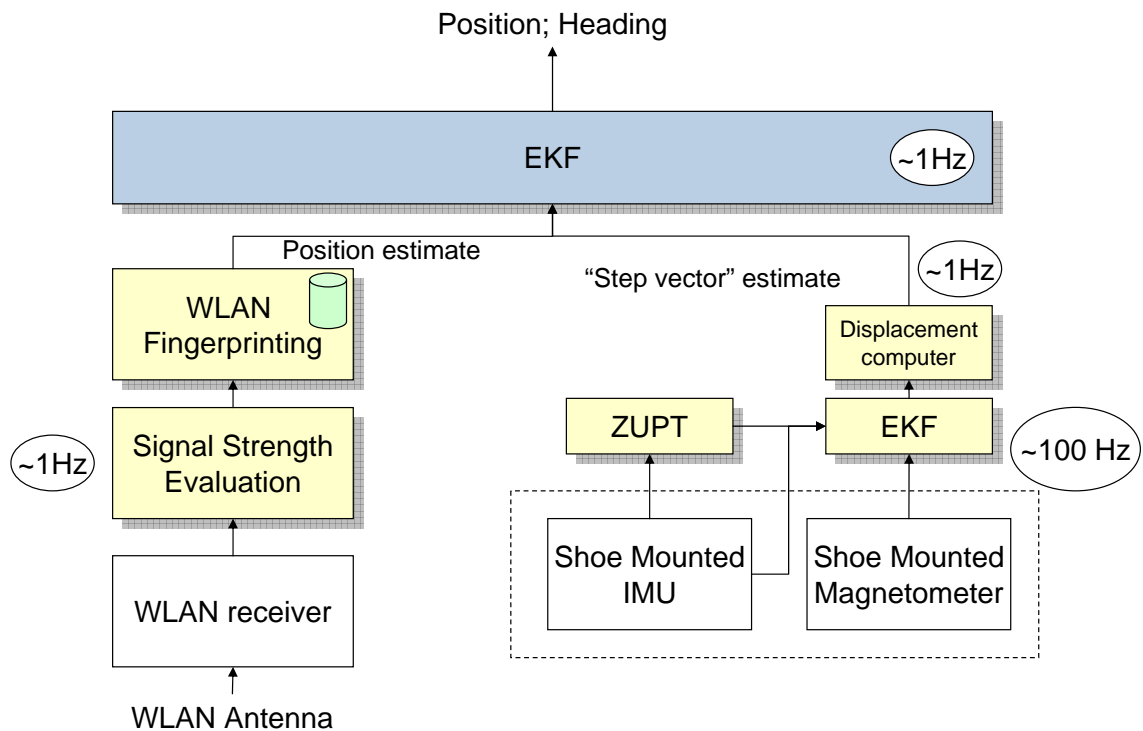 Position; Heading
EKF
~1Hz
Position estimate
“Step vector” estimate
~1Hz
WLAN
Fingerprinting
Displacement
computer
Signal Strength
Evaluation
~1Hz
ZUPT
EKF
~100 Hz
WLAN receiver
Shoe Mounted
IMU
Shoe Mounted
Magnetometer
WLAN Antenna